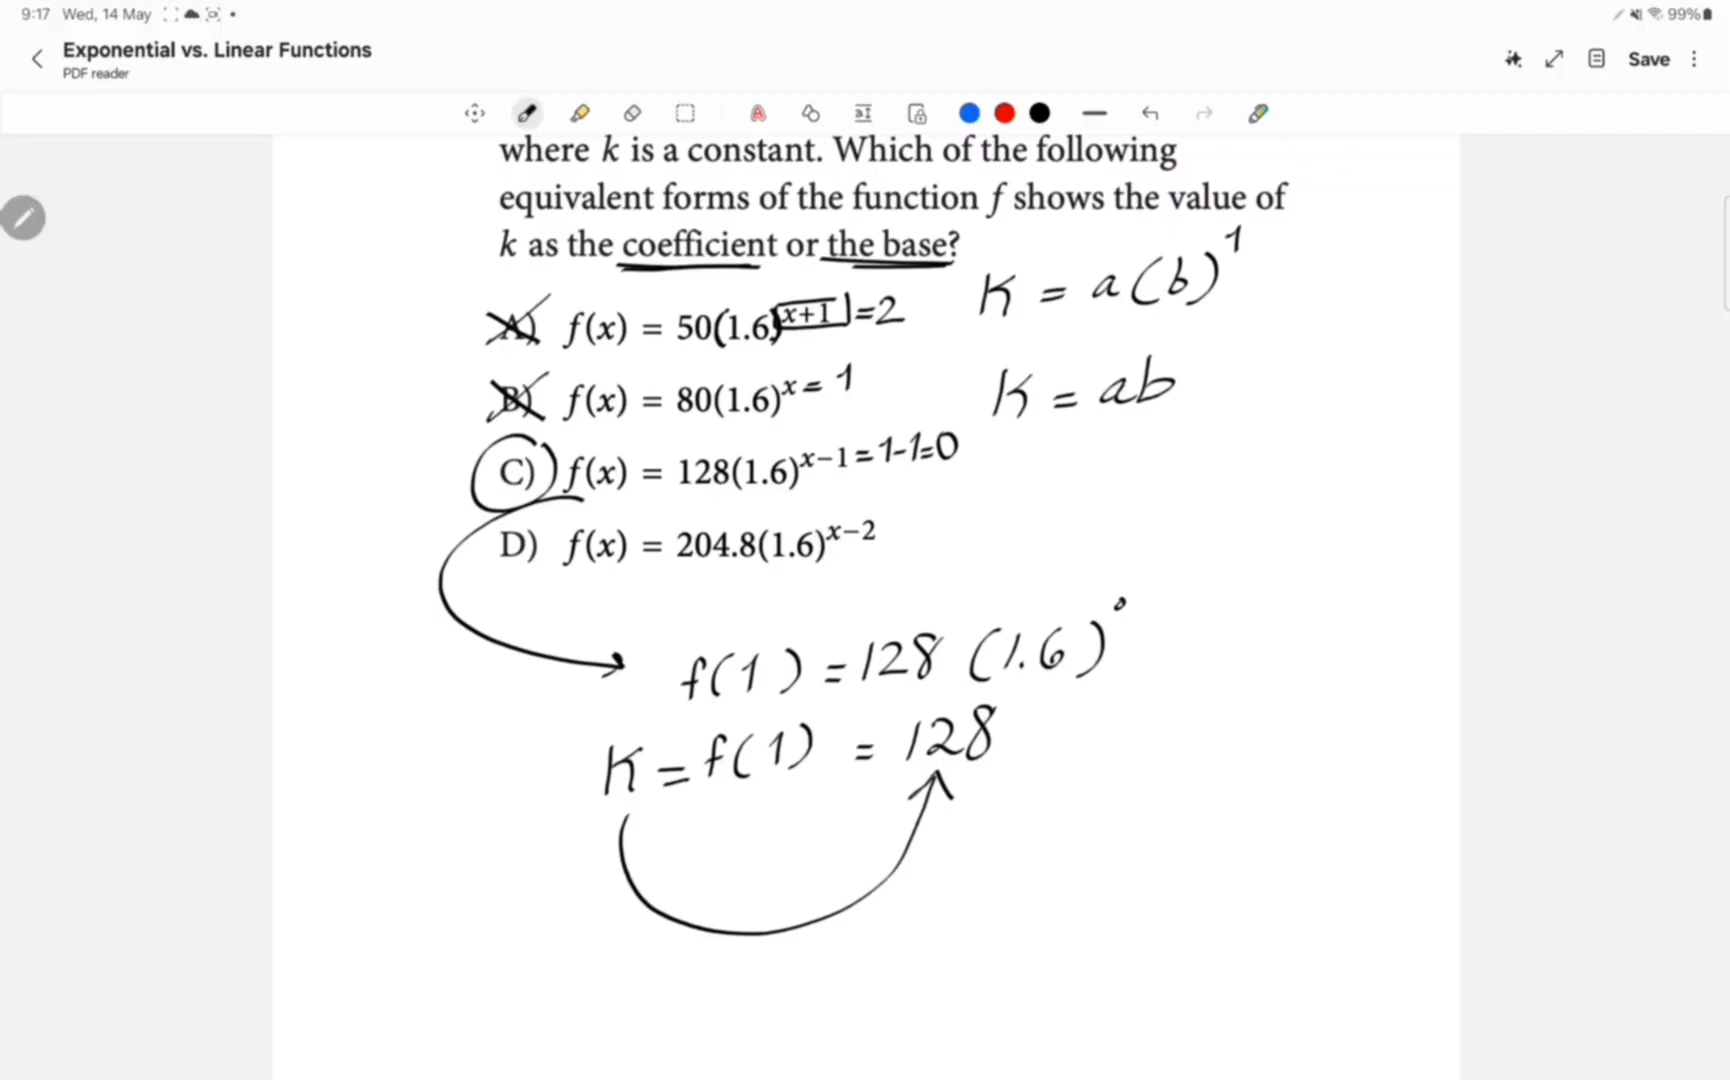 9:17 Wed, 14 May
99%
Exponential vs. Linear Functions
PDF reader
Save
where k is a constant. Which of the following
equivalent forms of the function f shows the value of
k as the coefficient or the base?
K = a(b)^1
A) f(x) = 50(1.6)^x+1 =2
K = ab
B) f(x) = 80(1.6)^x = 1
C) f(x) = 128(1.6)^x−1 = 1-1=0
D) f(x) = 204.8(1.6)^x−2
f(1) = 128 (1.6)^0
K = f(1) = 128